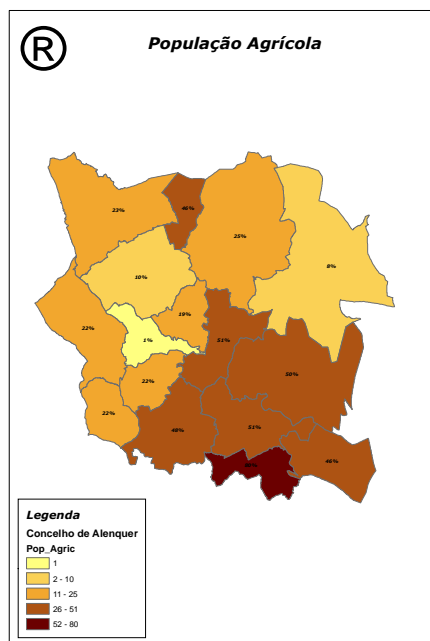 ®
População Agrícola
46%
23%
25%
8%
10%
19%
22%
1%
51%
50%
22%
22%
51%
46%
Legenda
Concelho de Alenquer
Pop_Agric
1
2 - 10
11 - 25
26 - 51
52 - 80